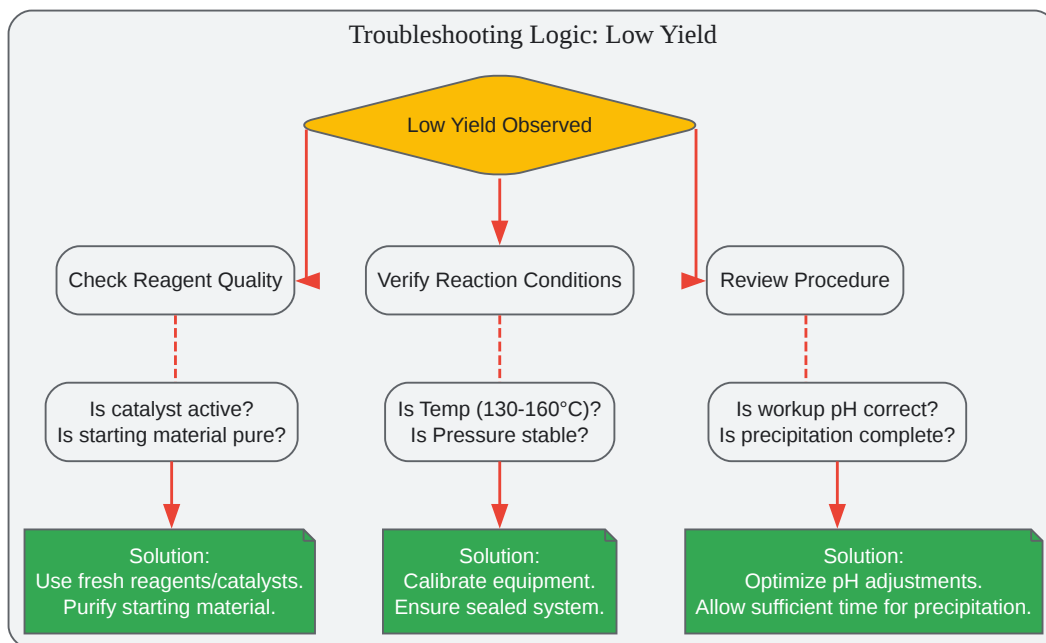 Troubleshooting Logic: Low Yield
Low Yield Observed
Check Reagent Quality
Verify Reaction Conditions
Review Procedure
Is catalyst active?
Is starting material pure?
Is Temp (130-160°C)?
Is Pressure stable?
Is workup pH correct?
Is precipitation complete?
Solution:
Use fresh reagents/catalysts.
Purify starting material.
Solution:
Calibrate equipment.
Ensure sealed system.
Solution:
Optimize pH adjustments.
Allow sufficient time for precipitation.